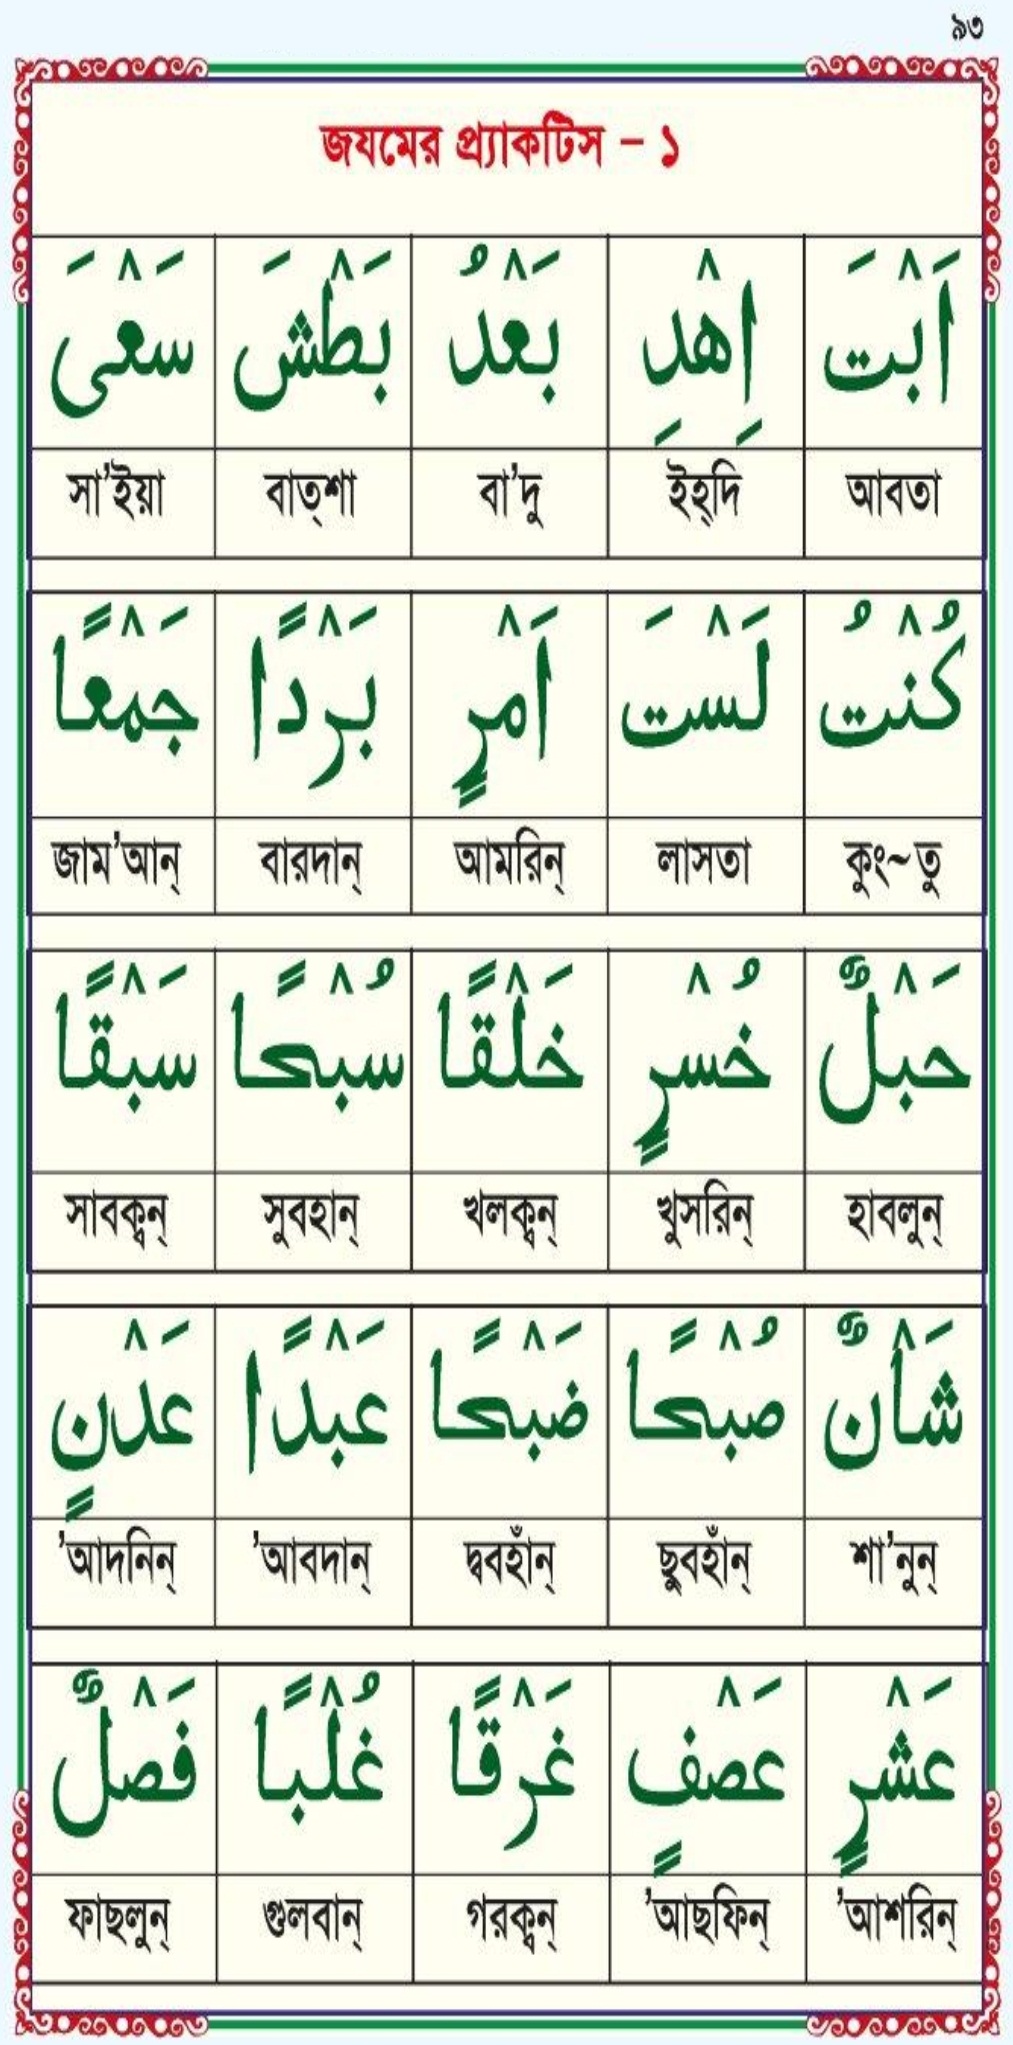 ৯৩
জযমের প্র্যাকটিস – ১
اَبْتَ اِهْدِ بَعْدُ بَطْشَ سَعْیَ
আবতা ইহ্দি বা’দু বাত্শা সা’ইয়া
كُنْتُ لَسْتَ اَمْرٍ بَرْدًا جَمْعًا
কুং~তু লাসতা আমরিন্ বারদান্ জাম’আন্
حَبْلٌ خُسْرٍ خَلْقًا سُبْحًا سَبْقًا
হাবলুন্ খুসরিন্ খলক্বন্ সুবহান্ সাবক্বন্
شَأْنٌ صُبْحًا ضَبْحًا عَبْدًا عَدْنٍ
শা’নুন্ ছুবহাঁন্ দ্ববহাঁন্ ’আবদান্ ’আদনিন্
عَشْرٍ عَصْفٍ غَرْقًا غُلْبًا فَصْلٌ
’আশরিন্ ’আছফিন্ গরক্বন্ গুলবান্ ফাছলুন্